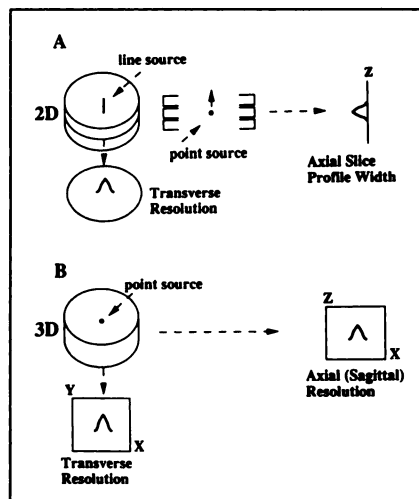 A
line source
2D
point source
Z
Axial Slice
Profile Width
Transverse
Resolution
B
point source
3D
Z
X
Axial (Sagittal)
Resolution
Y
X
Transverse
Resolution